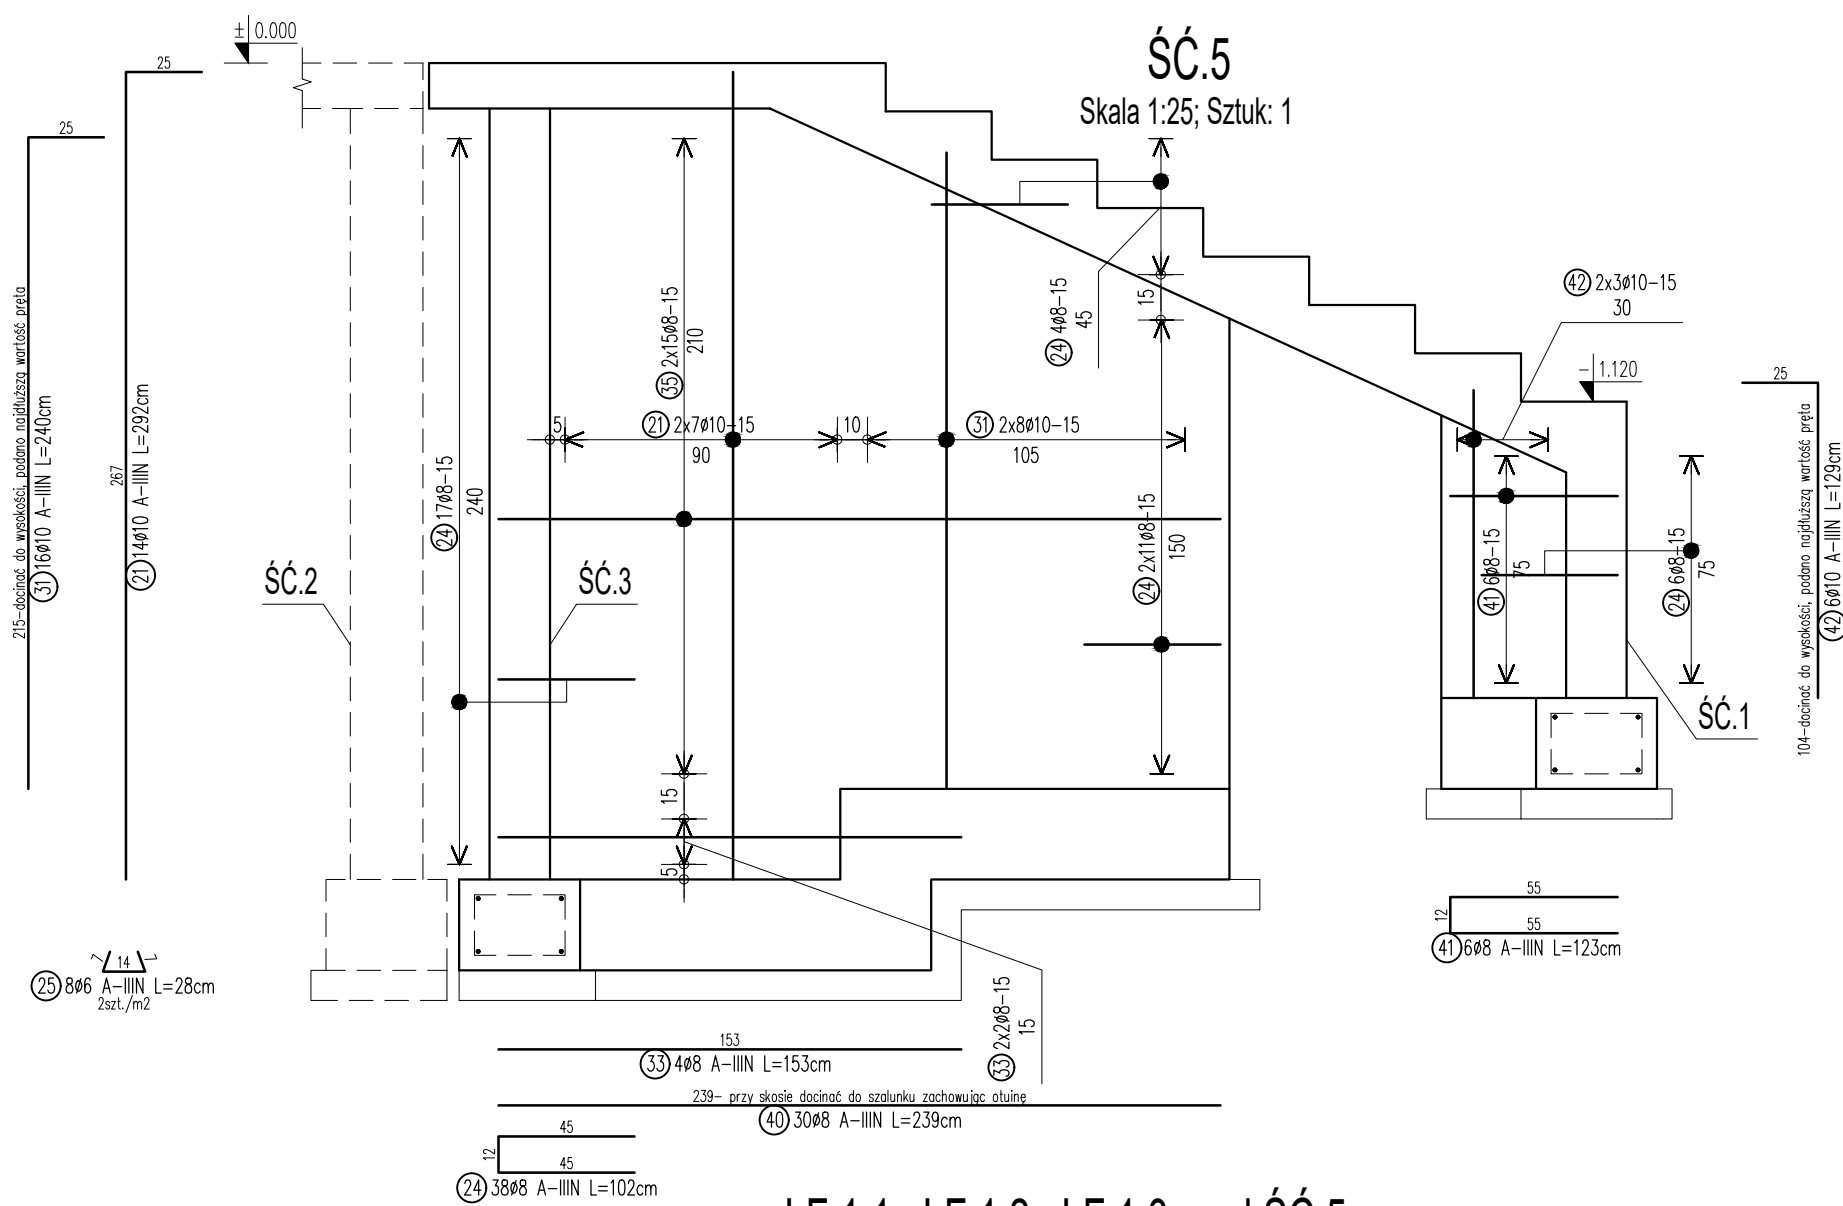 ± 0.000
ŚĆ.5
Skala 1:25; Sztuk: 1
25
25
215-docinać do wysokości, podano najdłuższą wartość pręta
31 16ø10 A-IIIN L=240cm
267
21 14ø10 A-IIIN L=292cm
24 17ø8-15
240
35 2x15ø8-15
210
5
21 2x7ø10-15
90
10
31 2x8ø10-15
105
24 4ø8-15
45
15
24 2x11ø8-15
150
42 2x3ø10-15
30
- 1.120
25
41 6ø8-15
75
24 6ø8-15
75
104-docinać do wysokości, podano najdłuższą wartość pręta
42 6ø10 A-IIIN L=129cm
ŚĆ.2
ŚĆ.3
ŚĆ.1
15
5
7 14 7
25 8ø6 A-IIIN L=28cm
2szt./m2
33 2x2ø8-15
15
55
12
55
41 6ø8 A-IIIN L=123cm
153
33 4ø8 A-IIIN L=153cm
239- przy skosie docinać do szalunku zachowując otuinę
40 30ø8 A-IIIN L=239cm
45
12
45
24 38ø8 A-IIIN L=102cm